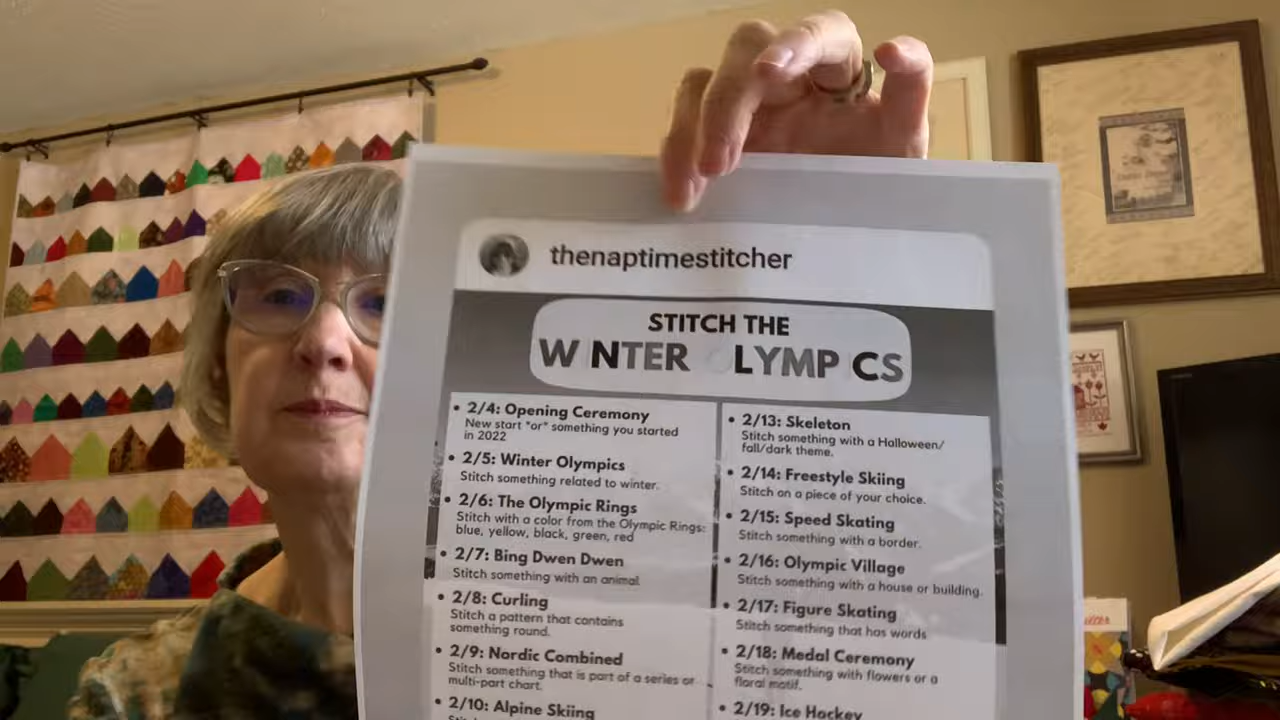 thenaptimestitcher
STITCH THE
W NTER LYMP CS
• 2/4: Opening Ceremony
New start *or* something you started
in 2022
• 2/5: Winter Olympics
Stitch something related to winter.
• 2/6: The Olympic Rings
Stitch with a color from the Olympic Rings:
blue, yellow, black, green, red
• 2/7: Bing Dwen Dwen
Stitch something with an animal
• 2/8: Curling
Stitch a pattern that contains
something round.
• 2/9: Nordic Combined
Stitch something that is part of a series or
multi-part chart.
• 2/10: Alpine Skiing
• 2/13: Skeleton
Stitch something with a Halloween/
fall/dark theme.
• 2/14: Freestyle Skiing
Stitch on a piece of your choice.
• 2/15: Speed Skating
Stitch something with a border.
• 2/16: Olympic Village
Stitch something with a house or building.
• 2/17: Figure Skating
Stitch something that has words
• 2/18: Medal Ceremony
Stitch something with flowers or a
floral motif.
• 2/19: Ice Hockey